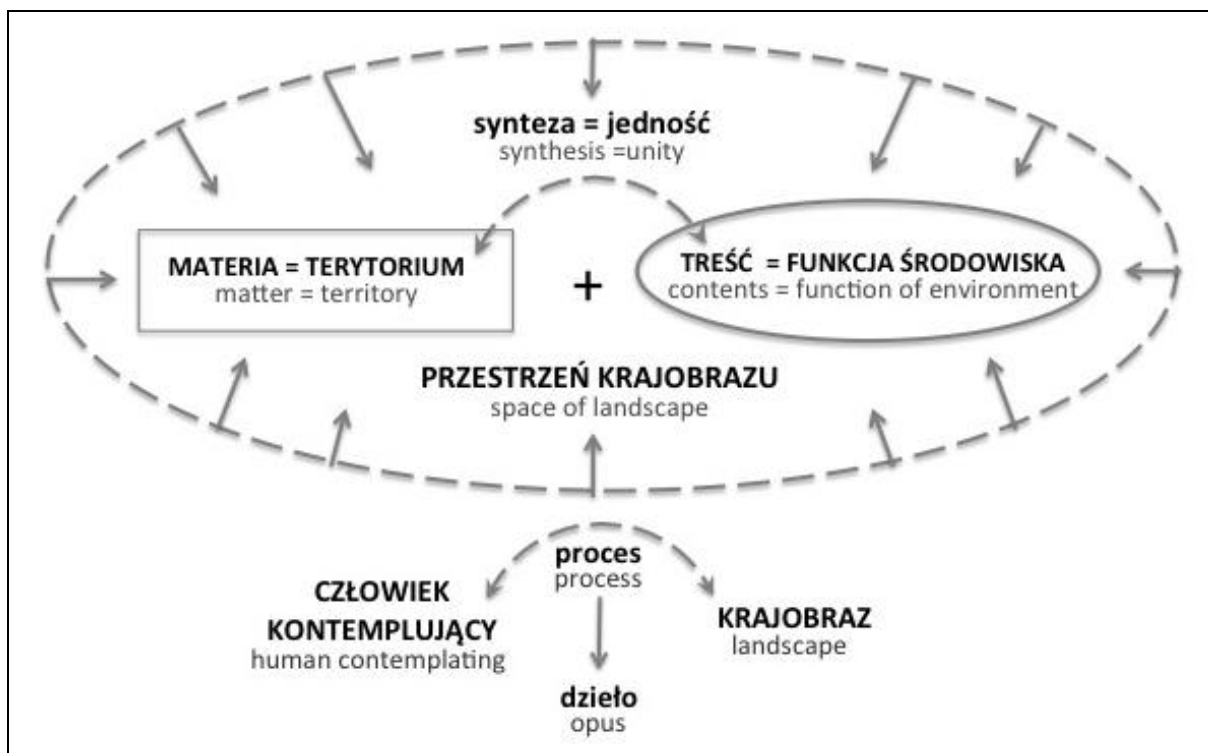 synteza = jedność
synthesis =unity
MATERIA = TERYTORIUM
matter = territory
+
TREŚĆ = FUNKCJA ŚRODOWISKA
contents = function of environment
PRZESTRZEŃ KRAJOBRAZU
space of landscape
proces
process
CZŁOWIEK
KONTEMPLUJĄCY
human contemplating
KRAJOBRAZ
landscape
dzieło
opus